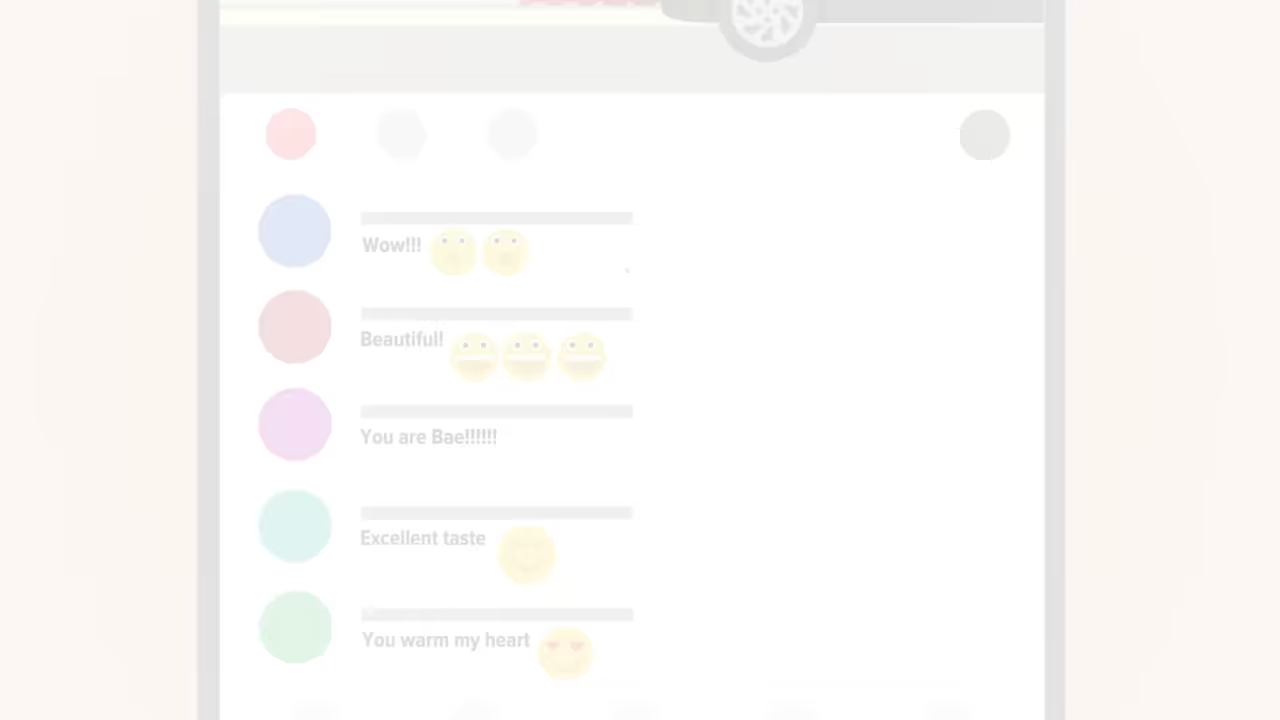 Wow!!!
Beautiful!
You are Bae!!!!!!
Excellent taste
You warm my heart